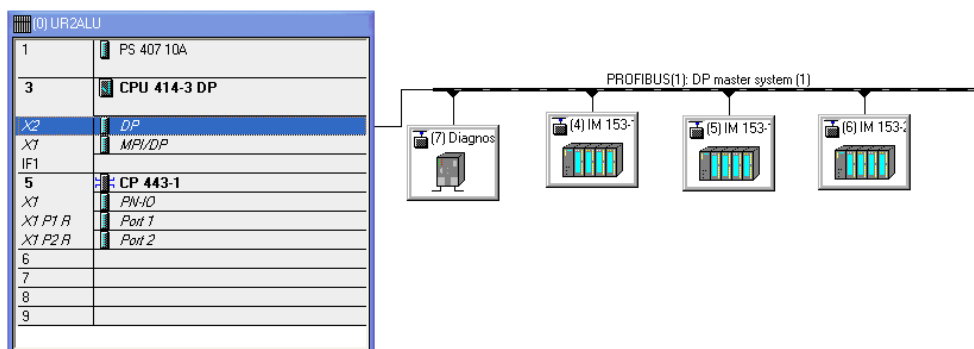 (0) UR2ALU
1 PS 407 10A
3 CPU 414-3 DP
X2 DP
X1 MPI/DP
IF1
5 CP 443-1
X1 PN-IO
X1 P1 R Port 1
X1 P2 R Port 2
6
7
8
9
PROFIBUS(1): DP master system (1)
(7) Diagnos
(4) IM 153-
(5) IM 153-
(6) IM 153-2